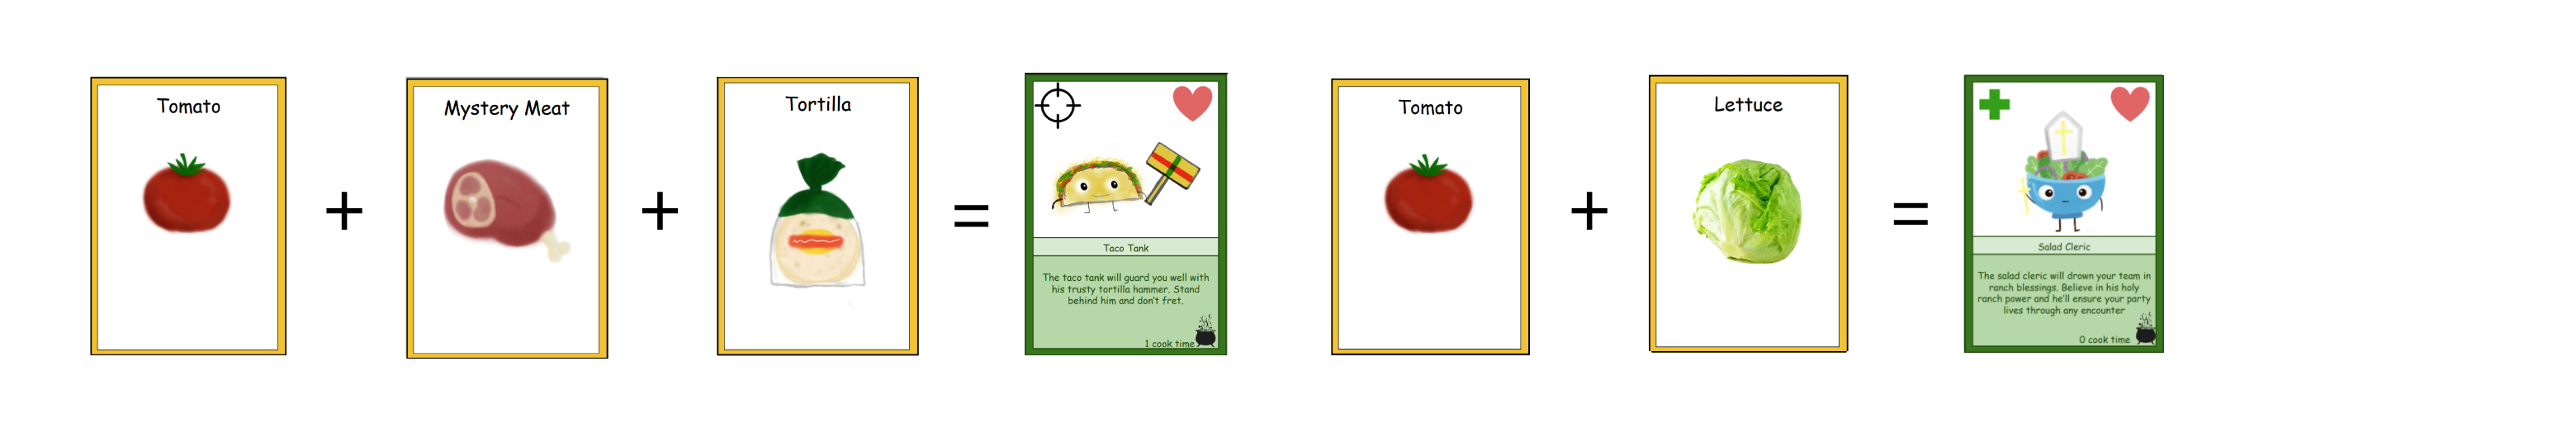 Tomato
+
Mystery Meat
+
Tortilla
=
Taco Tank
The taco tank will guard you well with
his trusty tortilla hammer. Stand
behind him and don't fret.
1 cook time
Tomato
+
Lettuce
=
Salad Cleric
The salad cleric will drown your team in
ranch blessings. Believe in his holy
ranch power and he'll ensure your party
lives through any encounter
0 cook time